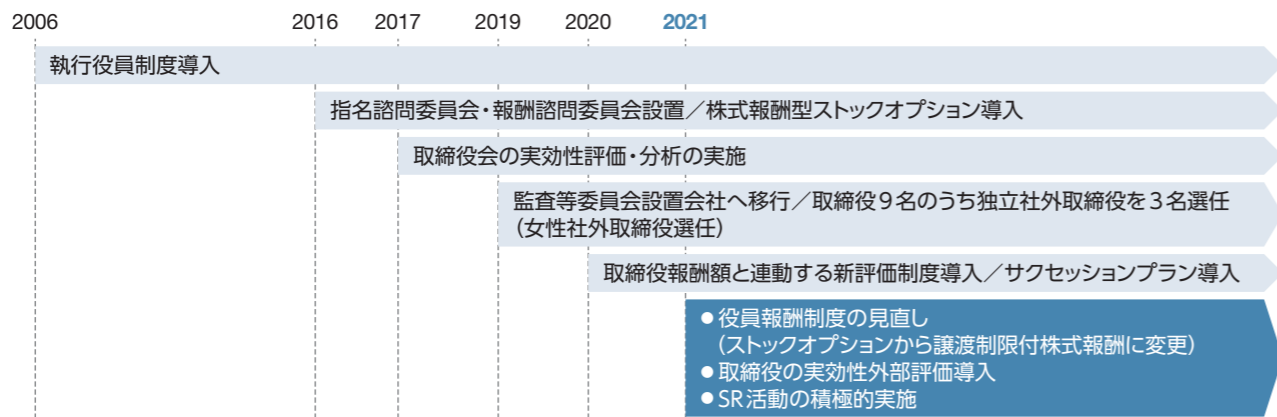 2006 2016 2017 2019 2020 2021
執行役員制度導入
指名諮問委員会・報酬諮問委員会設置／株式報酬型ストックオプション導入
取締役会の実効性評価・分析の実施
監査等委員会設置会社へ移行／取締役9名のうち独立社外取締役を3名選任
（女性社外取締役選任）
取締役報酬額と連動する新評価制度導入／サクセッションプラン導入
● 役員報酬制度の見直し
（ストックオプションから譲渡制限付株式報酬に変更）
● 取締役の実効性外部評価導入
● SR活動の積極的実施